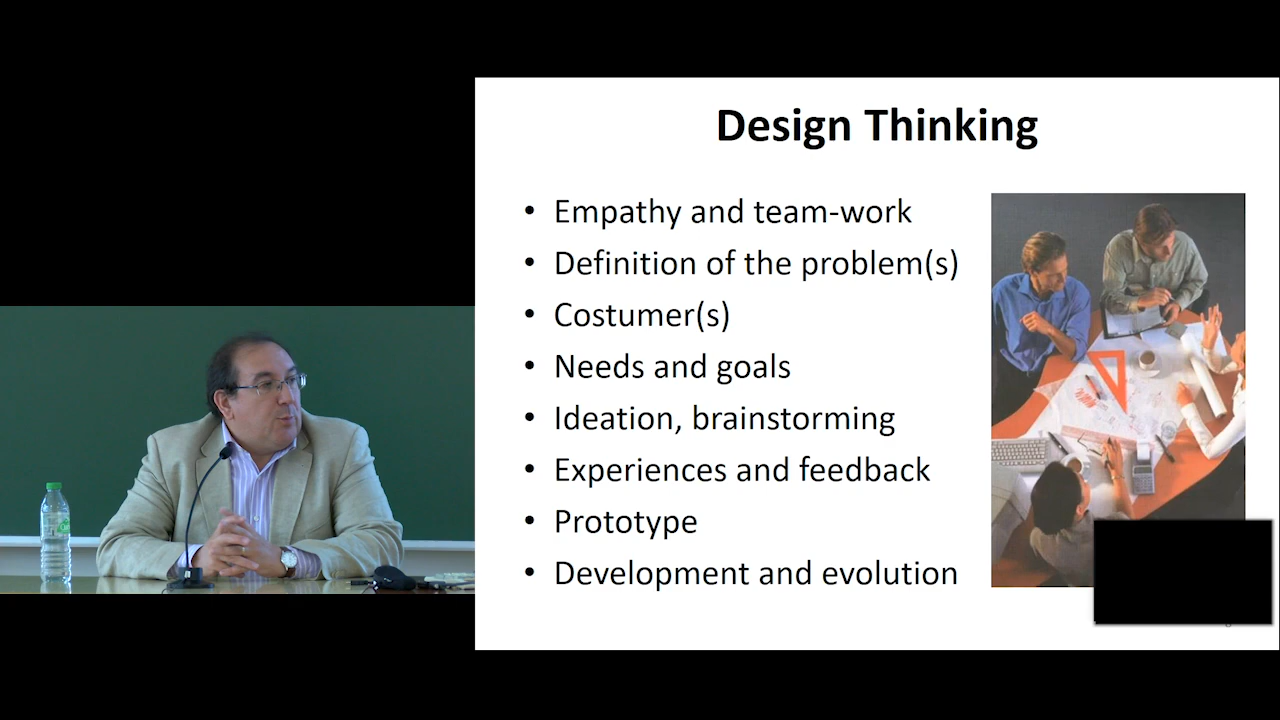 Design Thinking
• Empathy and team-work
• Definition of the problem(s)
• Costumer(s)
• Needs and goals
• Ideation, brainstorming
• Experiences and feedback
• Prototype
• Development and evolution